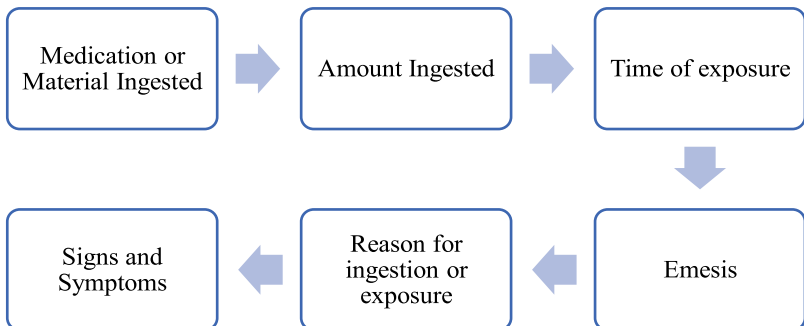 Medication or
Material Ingested
Amount Ingested
Time of exposure
Emesis
Reason for
ingestion or
exposure
Signs and
Symptoms